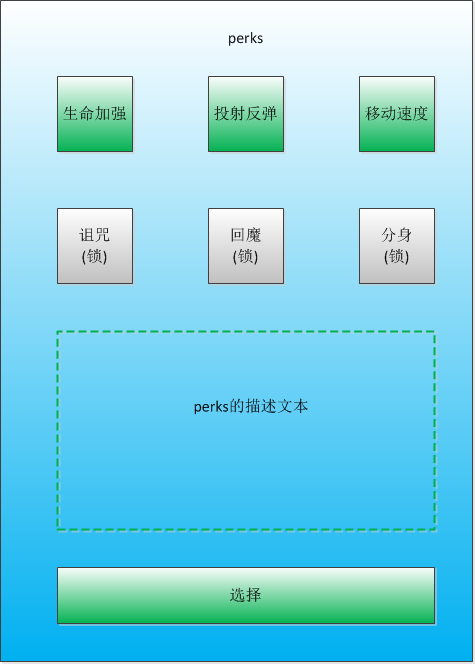 perks
生命加强
投射反弹
移动速度
诅咒
(锁)
回魔
(锁)
分身
(锁)
perks的描述文本
选择